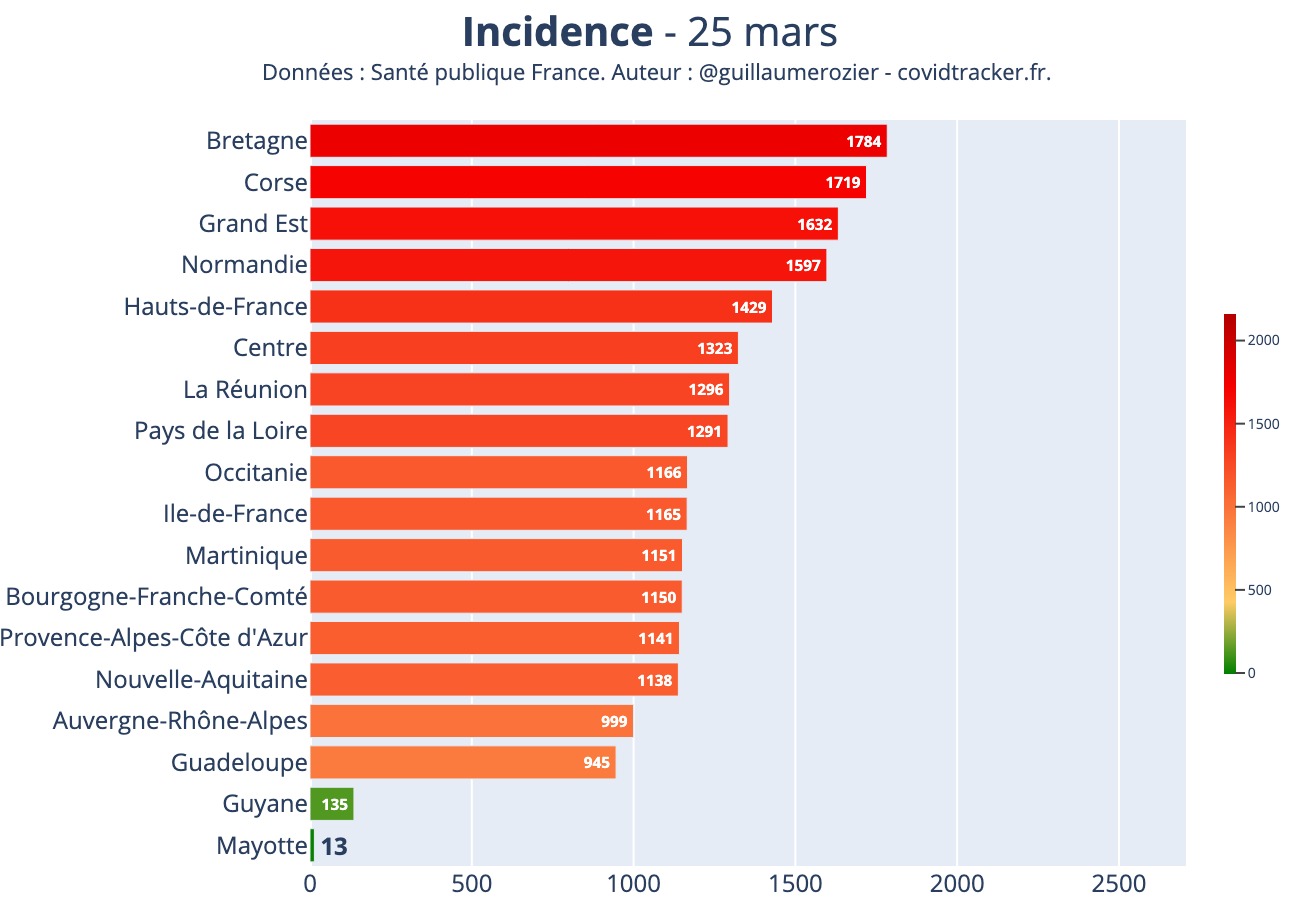 Incidence - 25 mars
Données : Santé publique France. Auteur : @guillaumerozier - covidtracker.fr.
Bretagne 1784
Corse 1719
Grand Est 1632
Normandie 1597
Hauts-de-France 1429
Centre 1323
La Réunion 1296
Pays de la Loire 1291
Occitanie 1166
Ile-de-France 1165
Martinique 1151
Bourgogne-Franche-Comté 1150
Provence-Alpes-Côte d'Azur 1141
Nouvelle-Aquitaine 1138
Auvergne-Rhône-Alpes 999
Guadeloupe 945
Guyane 135
Mayotte 13
0 500 1000 1500 2000 2500
2000
1500
1000
500
0